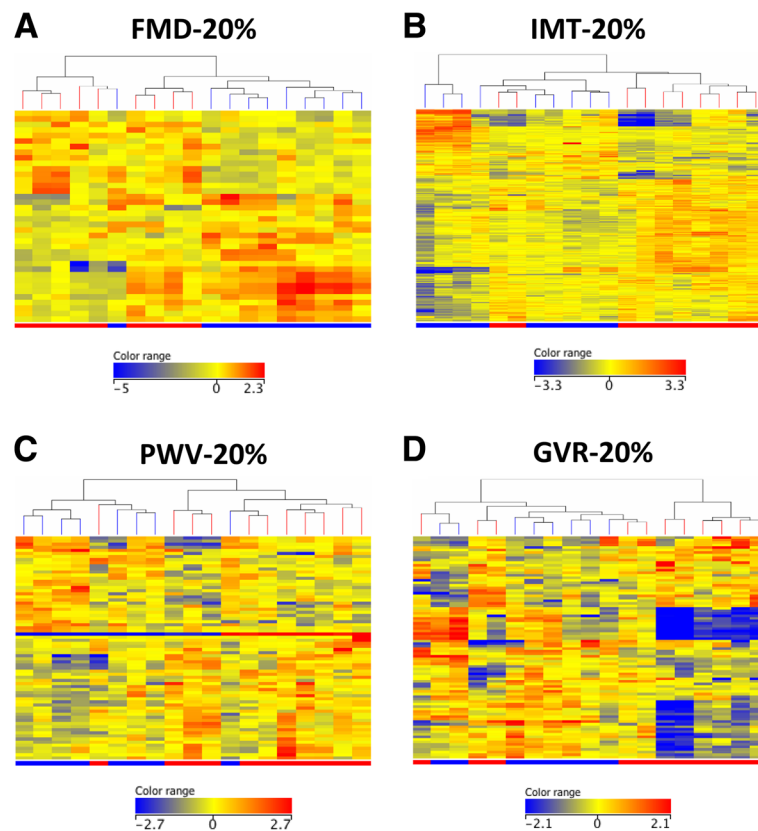 A
FMD-20%
B
IMT-20%
Color range
-5 0 2.3
Color range
-3.3 0 3.3
C
PWV-20%
D
GVR-20%
Color range
-2.7 0 2.7
Color range
-2.1 0 2.1